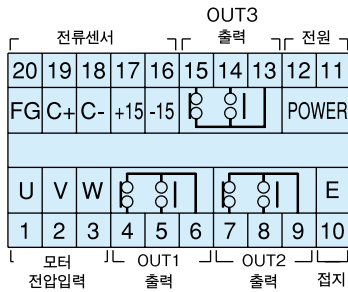 OUT3
전류센서 출력 전원
20 19 18 17 16 15 14 13 12 11
FG C+ C- +15 -15 POWER
U V W E
1 2 3 4 5 6 7 8 9 10
모터 OUT1 OUT2 접지
전압입력 출력 출력